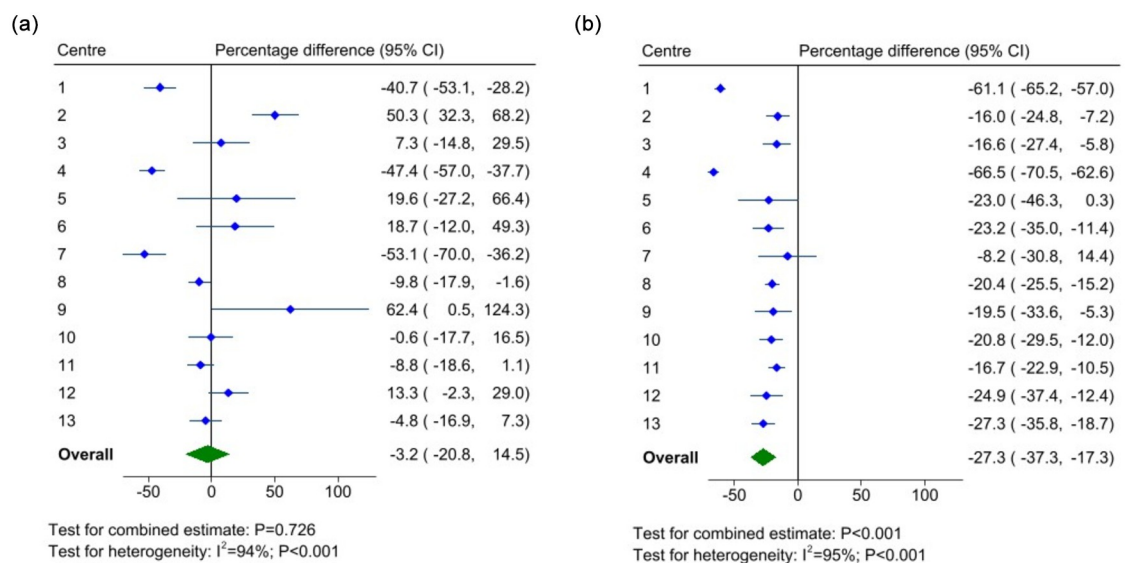 (a)
Centre Percentage difference (95% CI)
1 -40.7 ( -53.1, -28.2)
2 50.3 ( 32.3, 68.2)
3 7.3 ( -14.8, 29.5)
4 -47.4 ( -57.0, -37.7)
5 19.6 ( -27.2, 66.4)
6 18.7 ( -12.0, 49.3)
7 -53.1 ( -70.0, -36.2)
8 -9.8 ( -17.9, -1.6)
9 62.4 ( 0.5, 124.3)
10 -0.6 ( -17.7, 16.5)
11 -8.8 ( -18.6, 1.1)
12 13.3 ( -2.3, 29.0)
13 -4.8 ( -16.9, 7.3)
Overall -3.2 ( -20.8, 14.5)
-50 0 50 100
Test for combined estimate: P=0.726
Test for heterogeneity: I²=94%; P<0.001
(b)
Centre Percentage difference (95% CI)
1 -61.1 ( -65.2, -57.0)
2 -16.0 ( -24.8, -7.2)
3 -16.6 ( -27.4, -5.8)
4 -66.5 ( -70.5, -62.6)
5 -23.0 ( -46.3, 0.3)
6 -23.2 ( -35.0, -11.4)
7 -8.2 ( -30.8, 14.4)
8 -20.4 ( -25.5, -15.2)
9 -19.5 ( -33.6, -5.3)
10 -20.8 ( -29.5, -12.0)
11 -16.7 ( -22.9, -10.5)
12 -24.9 ( -37.4, -12.4)
13 -27.3 ( -35.8, -18.7)
Overall -27.3 ( -37.3, -17.3)
-50 0 50 100
Test for combined estimate: P<0.001
Test for heterogeneity: I²=95%; P<0.001